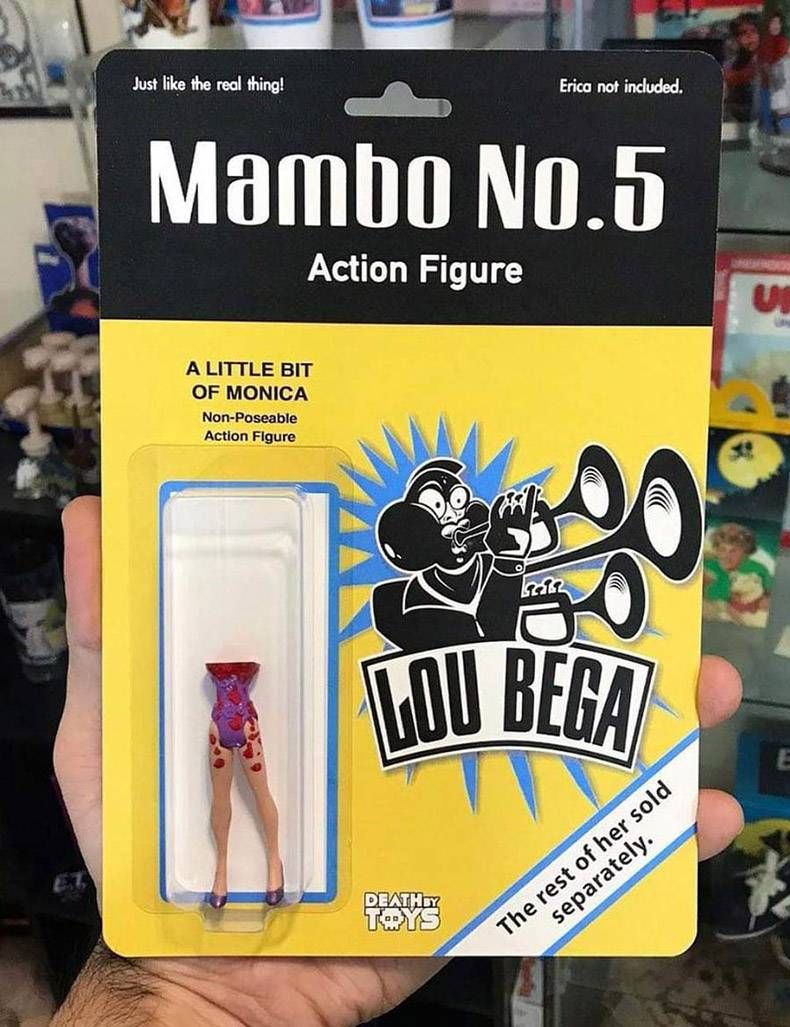 Just like the real thing!
Erica not included.
Mambo No.5
Action Figure
A LITTLE BIT
OF MONICA
Non-Poseable
Action Figure
LOU BEGA
The rest of her sold
separately.
DEATH BY
TOYS
E.T.